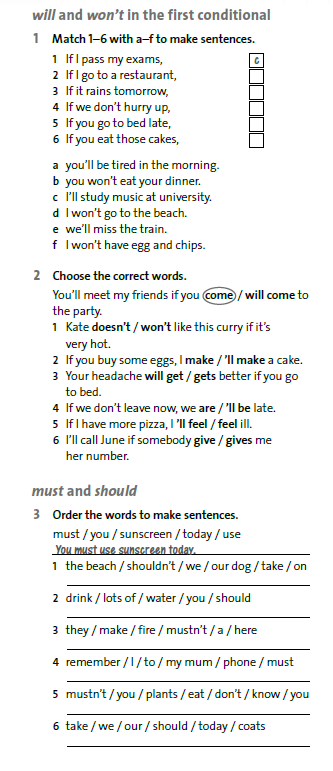 will and won't in the first conditional
1 Match 1–6 with a–f to make sentences.
1 If I pass my exams, c
2 If I go to a restaurant,
3 If it rains tomorrow,
4 If we don't hurry up,
5 If you go to bed late,
6 If you eat those cakes,
a you'll be tired in the morning.
b you won't eat your dinner.
c I'll study music at university.
d I won't go to the beach.
e we'll miss the train.
f I won't have egg and chips.
2 Choose the correct words.
You'll meet my friends if you come / will come to
the party.
1 Kate doesn't / won't like this curry if it's
very hot.
2 If you buy some eggs, I make / 'll make a cake.
3 Your headache will get / gets better if you go
to bed.
4 If we don't leave now, we are / 'll be late.
5 If I have more pizza, I 'll feel / feel ill.
6 I'll call June if somebody give / gives me
her number.
must and should
3 Order the words to make sentences.
must / you / sunscreen / today / use
You must use sunscreen today.
1 the beach / shouldn't / we / our dog / take / on
2 drink / lots of / water / you / should
3 they / make / fire / mustn't / a / here
4 remember / I / to / my mum / phone / must
5 mustn't / you / plants / eat / don't / know / you
6 take / we / our / should / today / coats